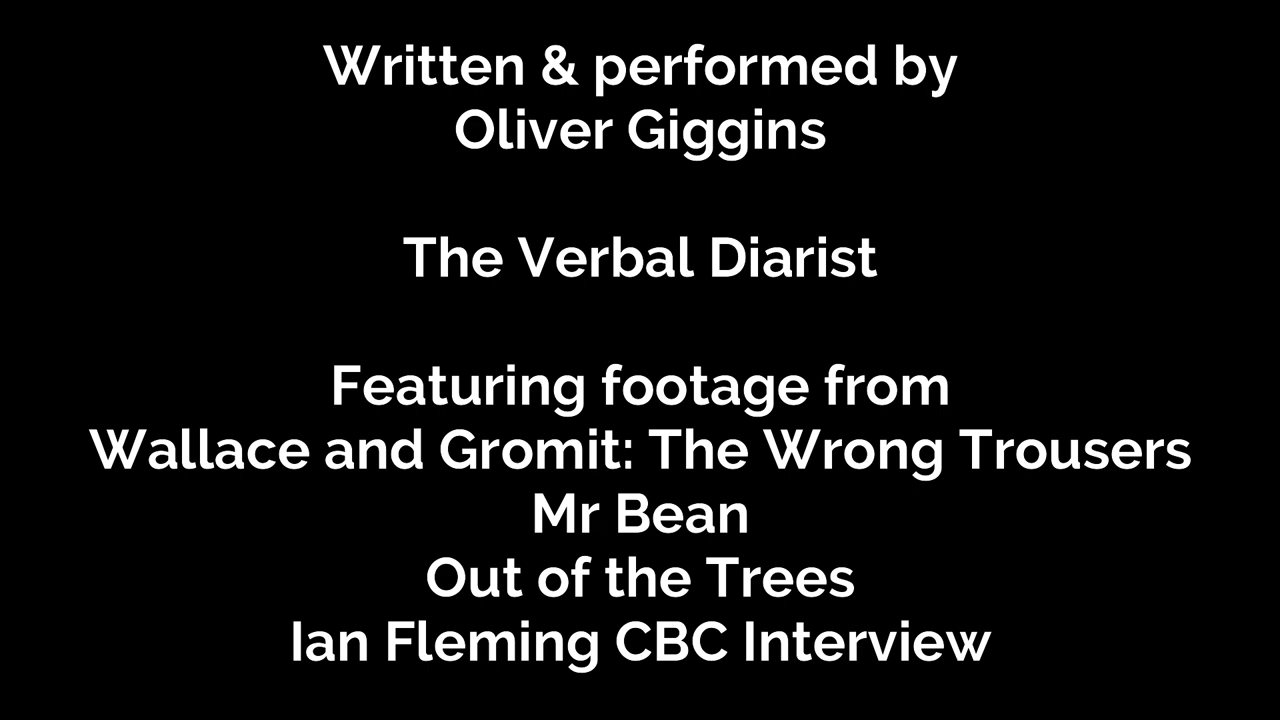 Written & performed by
Oliver Giggins
The Verbal Diarist
Featuring footage from
Wallace and Gromit: The Wrong Trousers
Mr Bean
Out of the Trees
Ian Fleming CBC Interview